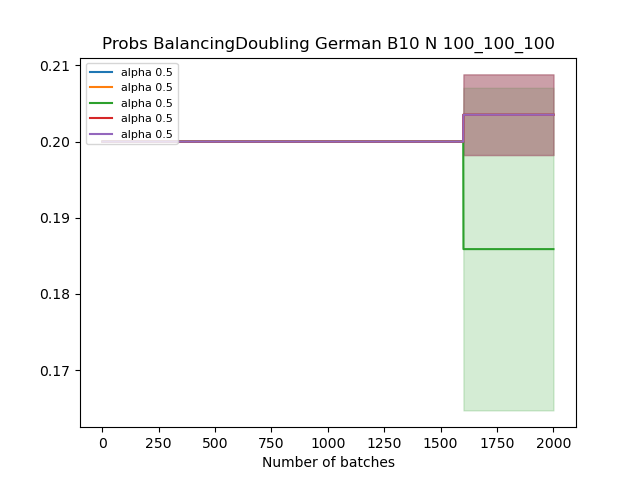 Probs BalancingDoubling German B10 N 100_100_100
0.21
0.20
0.19
0.18
0.17
alpha 0.5
alpha 0.5
alpha 0.5
alpha 0.5
alpha 0.5
0 250 500 750 1000 1250 1500 1750 2000
Number of batches